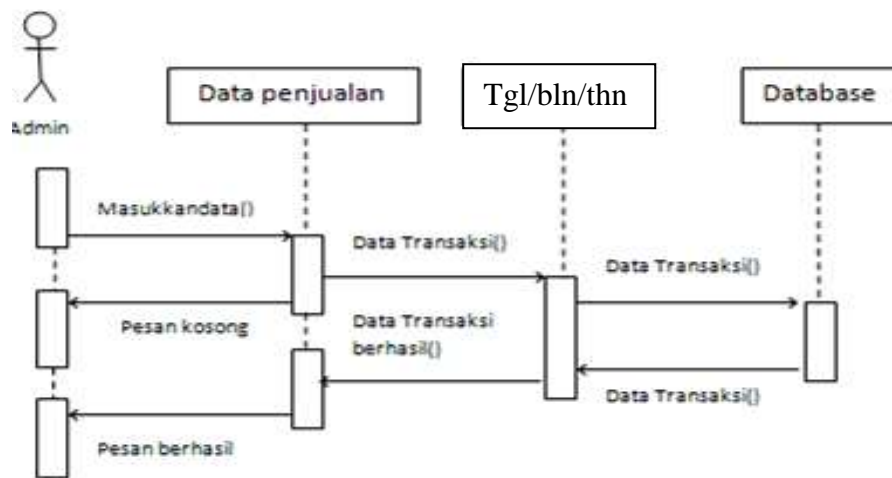 Data penjualan
Tgl/bln/thn
Database
Admin
Masukkandata()
Data Transaksi()
Data Transaksi()
Pesan kosong
Data Transaksi
berhasil()
Data Transaksi()
Pesan berhasil